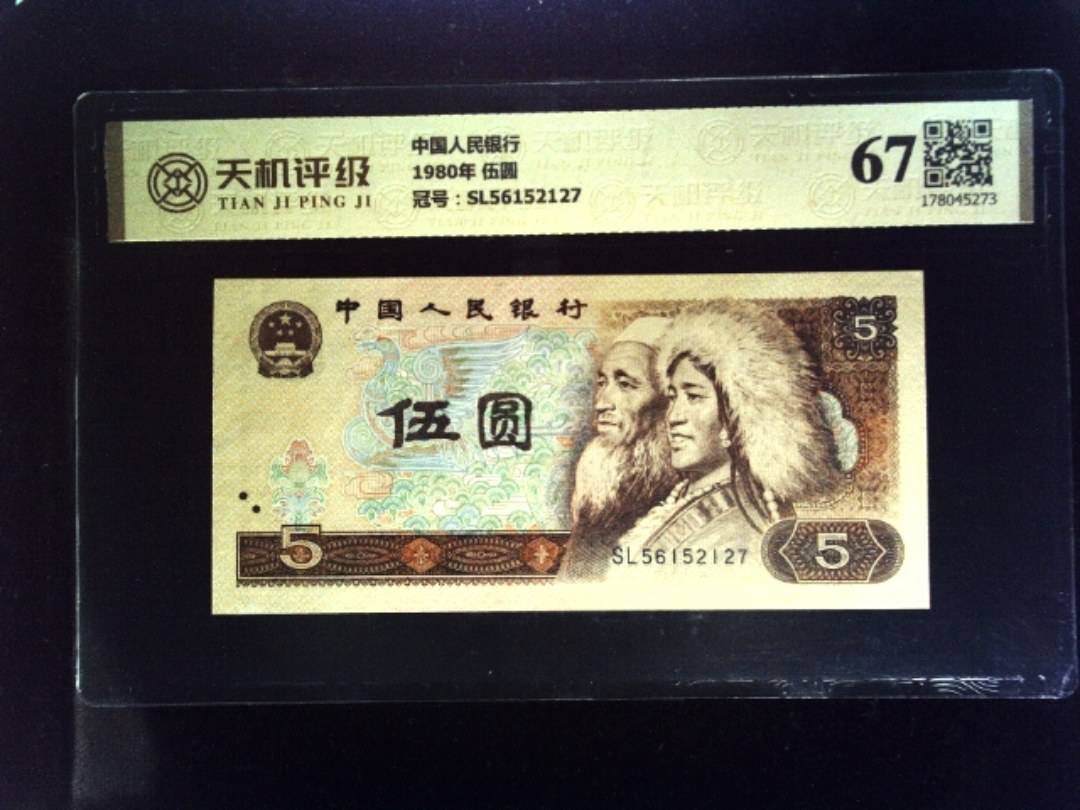 天机评级
TIAN JI PING JI
中国人民银行
1980年 伍圆
冠号：SL56152127
67
178045273
中国人民银行
5
伍圆
5
SL56152127
5